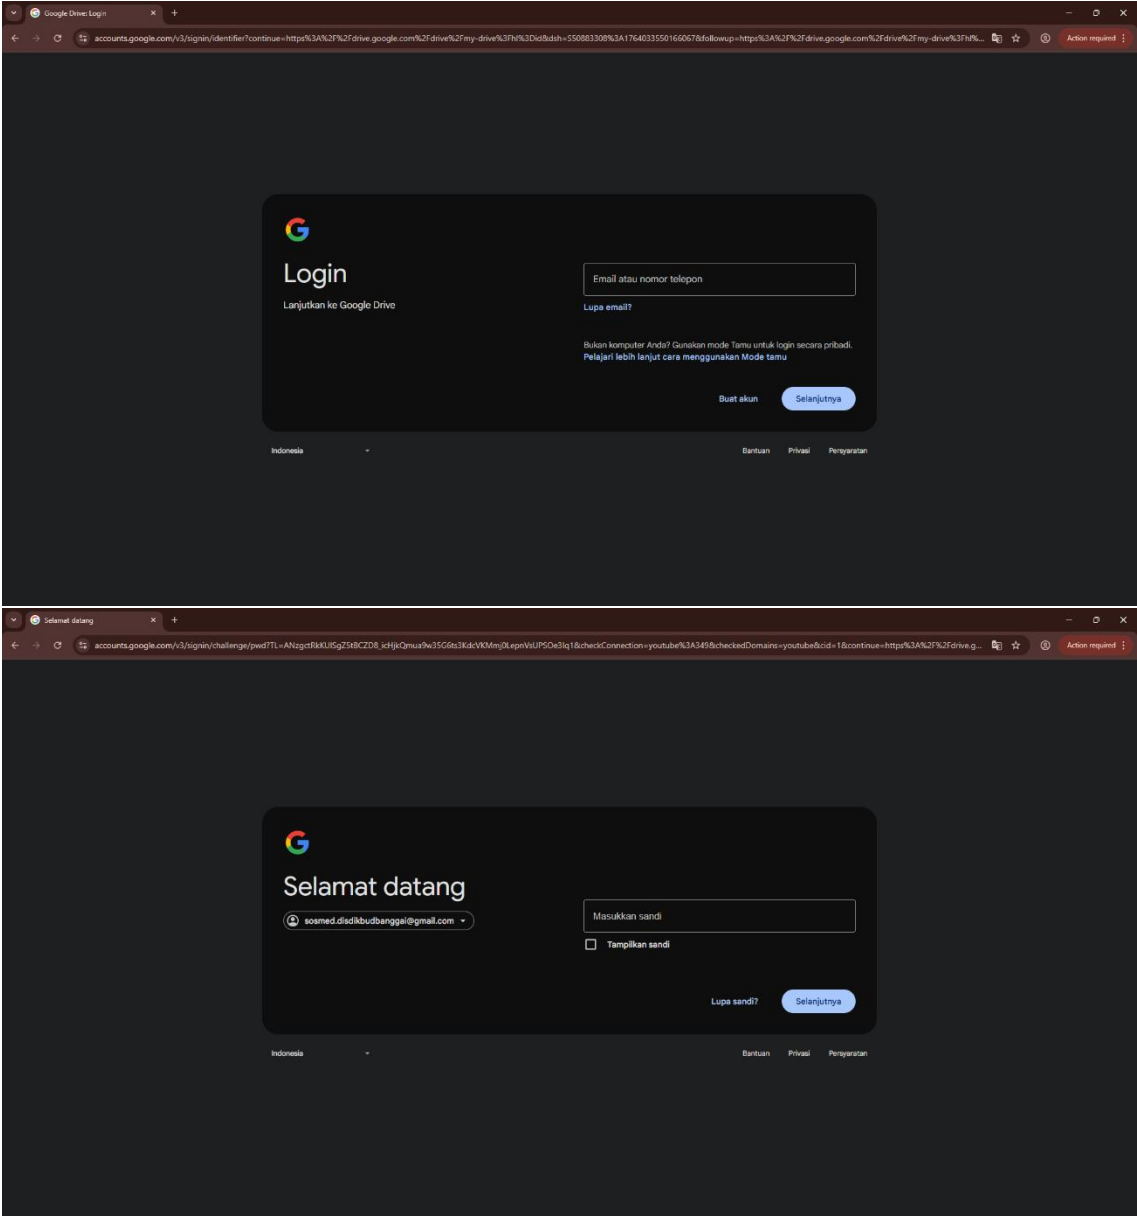 Google Drive: Login
accounts.google.com/v3/signin/identifier?continue=https%3A%2F%2Fdrive.google.com%2Fdrive%2Fmy-drive%3Fhl%3Did&dsh=S50883308%3A1764033550166067&followup=https%3A%2F%2Fdrive.google.com%2Fdrive%2Fmy-drive%3Fhl%...
Action required
Login
Lanjutkan ke Google Drive
Email atau nomor telepon
Lupa email?
Bukan komputer Anda? Gunakan mode Tamu untuk login secara pribadi.
Pelajari lebih lanjut cara menggunakan Mode tamu
Buat akun
Selanjutnya
Indonesia
Bantuan Privasi Persyaratan
Selamat datang
Action required
Selamat datang
sosmed.disdikbudbanggai@gmail.com
Masukkan sandi
Tampilkan sandi
Lupa sandi?
Selanjutnya
Indonesia
Bantuan Privasi Persyaratan